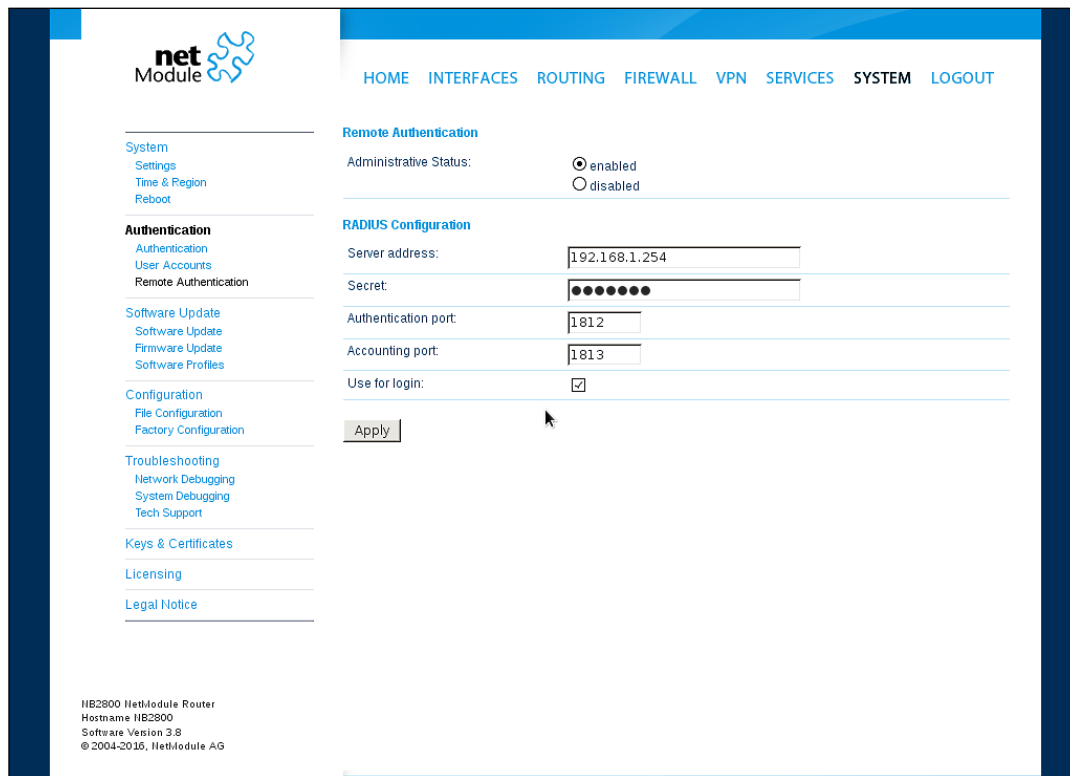 net
Module
HOME INTERFACES ROUTING FIREWALL VPN SERVICES SYSTEM LOGOUT
System
Settings
Time & Region
Reboot
Authentication
Authentication
User Accounts
Remote Authentication
Software Update
Software Update
Firmware Update
Software Profiles
Configuration
File Configuration
Factory Configuration
Troubleshooting
Network Debugging
System Debugging
Tech Support
Keys & Certificates
Licensing
Legal Notice
Remote Authentication
Administrative Status:
enabled
disabled
RADIUS Configuration
Server address: 192.168.1.254
Secret: ●●●●●●●
Authentication port: 1812
Accounting port: 1813
Use for login:
Apply
NB2800 NetModule Router
Hostname NB2800
Software Version 3.8
© 2004-2016, NetModule AG